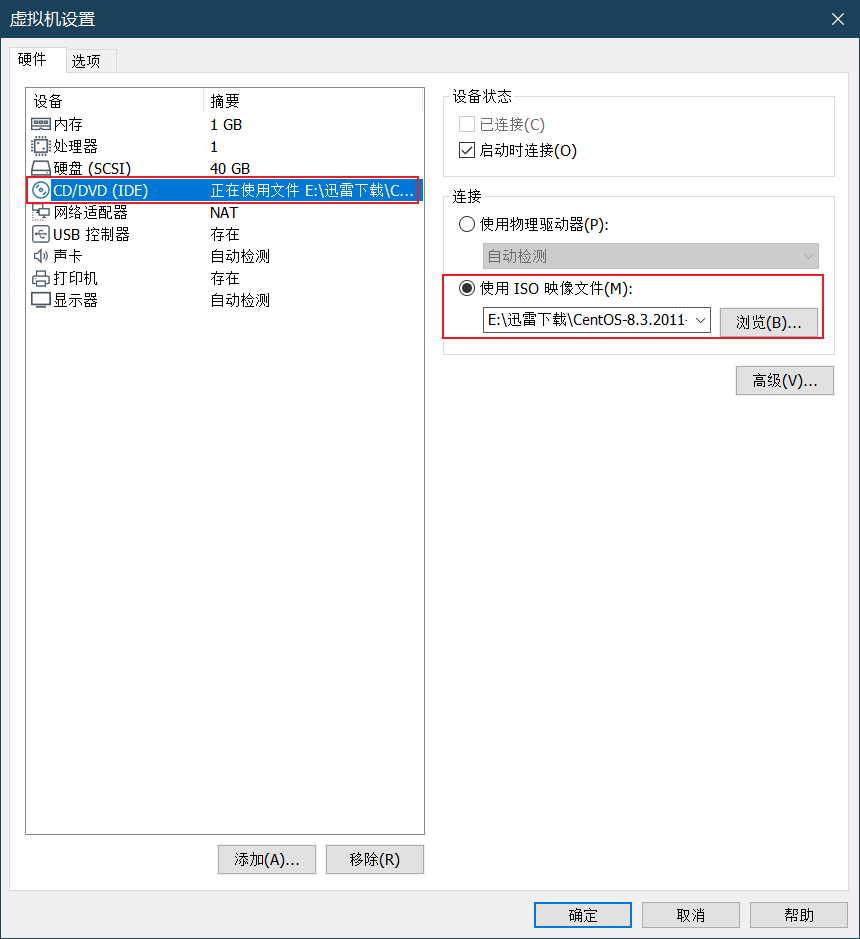 虚拟机设置
硬件 选项
设备 摘要
内存 1 GB
处理器 1
硬盘 (SCSI) 40 GB
CD/DVD (IDE) 正在使用文件 E:\迅雷下载\C...
网络适配器 NAT
USB 控制器 存在
声卡 自动检测
打印机 存在
显示器 自动检测
添加(A)... 移除(R)
设备状态
已连接(C)
启动时连接(O)
连接
使用物理驱动器(P):
自动检测
使用 ISO 映像文件(M):
E:\迅雷下载\CentOS-8.3.2011- 浏览(B)...
高级(V)...
确定 取消 帮助